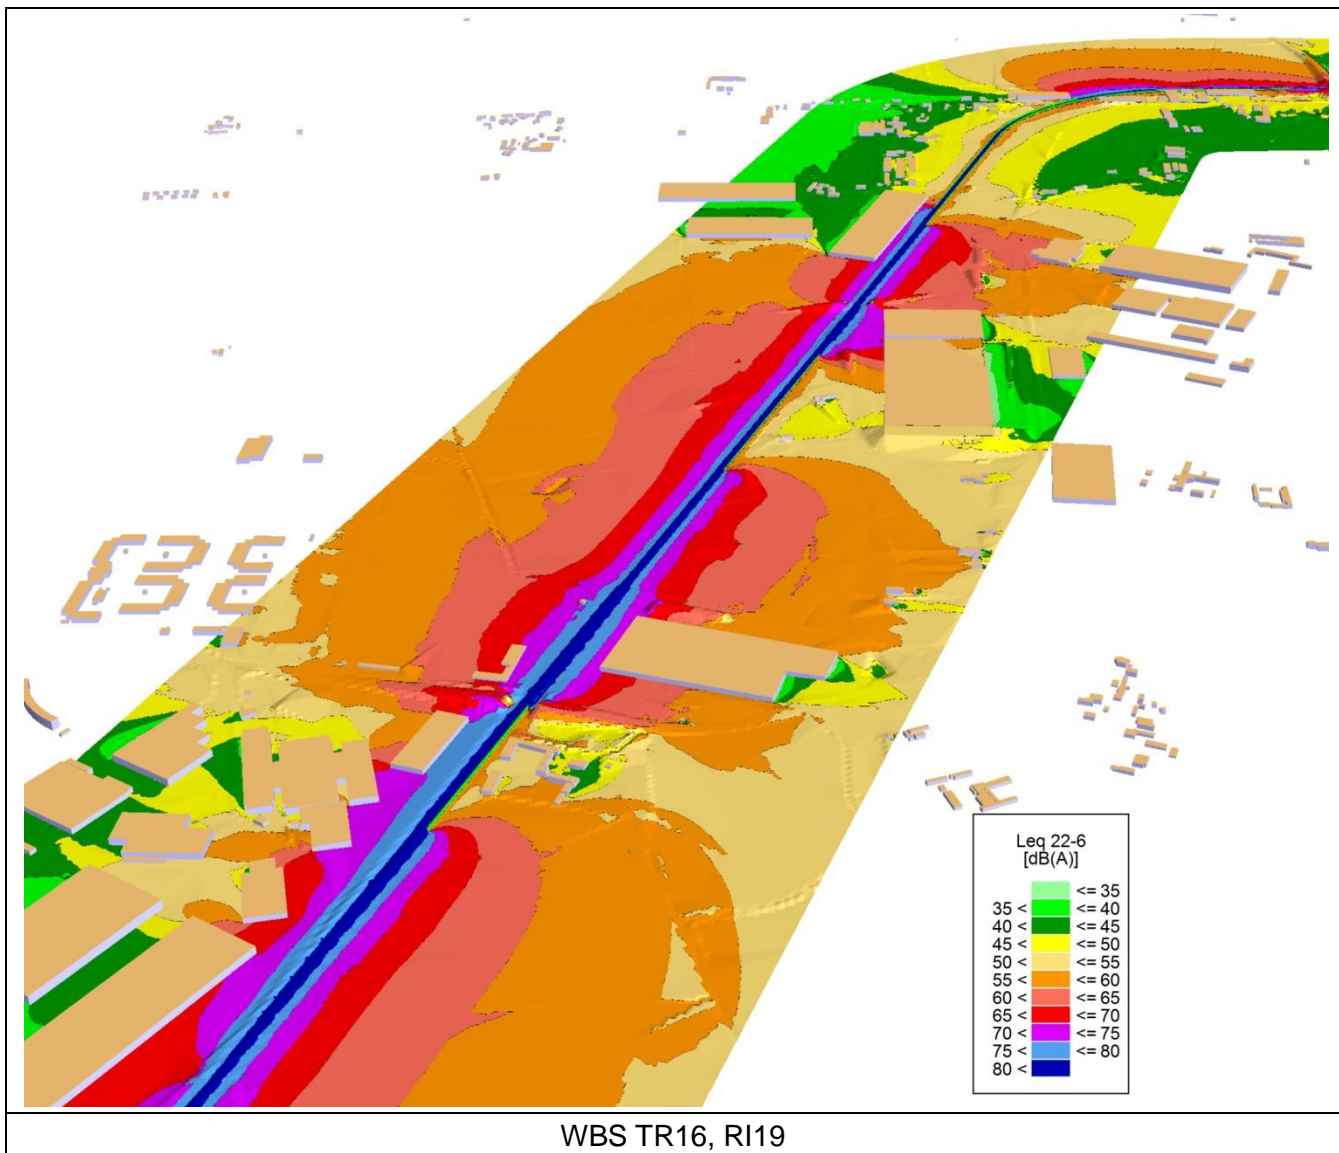 Leq 22-6
[dB(A)]
<= 35
35 < <= 40
40 < <= 45
45 < <= 50
50 < <= 55
55 < <= 60
60 < <= 65
65 < <= 70
70 < <= 75
75 < <= 80
80 <
WBS TR16, RI19